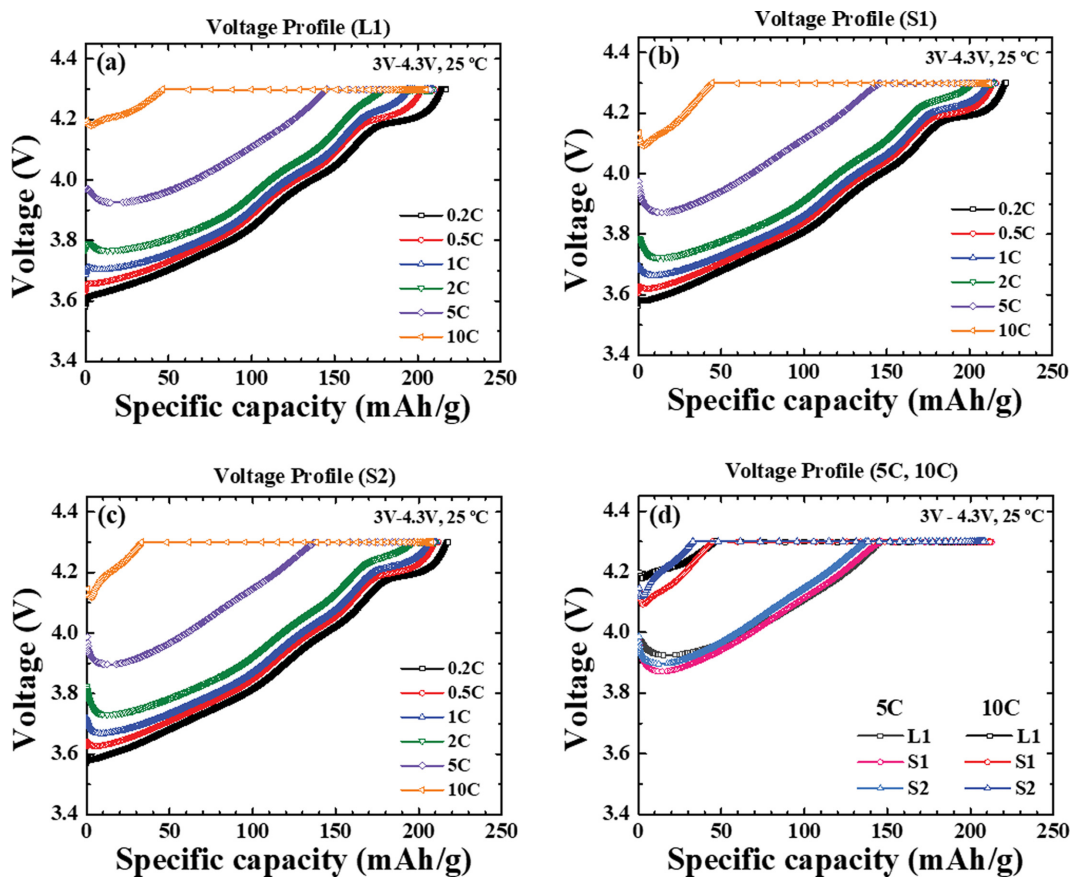 Voltage Profile (L1)
(a)
3V-4.3V, 25 ºC
4.4
4.2
4.0
3.8
3.6
3.4
Voltage (V)
0.2C
0.5C
1C
2C
5C
10C
0 50 100 150 200 250
Specific capacity (mAh/g)
Voltage Profile (S1)
(b)
3V-4.3V, 25 ºC
4.4
4.2
4.0
3.8
3.6
3.4
Voltage (V)
0.2C
0.5C
1C
2C
5C
10C
0 50 100 150 200 250
Specific capacity (mAh/g)
Voltage Profile (S2)
(c)
3V-4.3V, 25 ºC
4.4
4.2
4.0
3.8
3.6
3.4
Voltage (V)
0.2C
0.5C
1C
2C
5C
10C
0 50 100 150 200 250
Specific capacity (mAh/g)
Voltage Profile (5C, 10C)
(d)
3V - 4.3V, 25 ºC
4.4
4.2
4.0
3.8
3.6
3.4
Voltage (V)
5C 10C
L1 L1
S1 S1
S2 S2
0 50 100 150 200 250
Specific capacity (mAh/g)